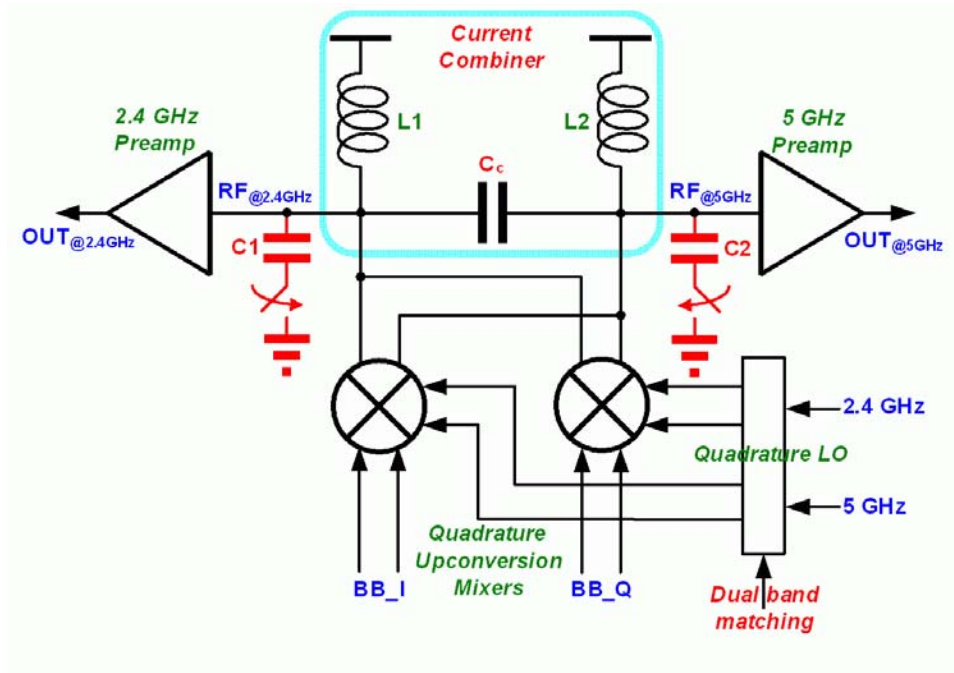 Current
Combiner
2.4 GHz
Preamp
L1
L2
5 GHz
Preamp
Cc
RF@2.4GHz
RF@5GHz
OUT@2.4GHz
C1
C2
OUT@5GHz
2.4 GHz
Quadrature LO
5 GHz
Quadrature
Upconversion
Mixers
BB_I
BB_Q
Dual band
matching